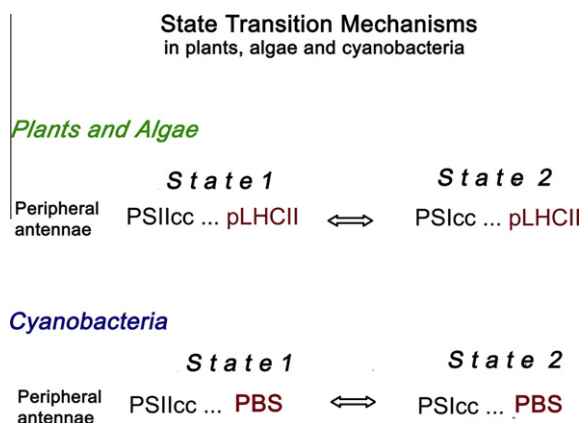 State Transition Mechanisms
in plants, algae and cyanobacteria
Plants and Algae
State 1 State 2
Peripheral antennae PSIIcc ... pLHCII ⇔ PSIcc ... pLHCII
Cyanobacteria
State 1 State 2
Peripheral antennae PSIIcc ... PBS ⇔ PSIcc ... PBS